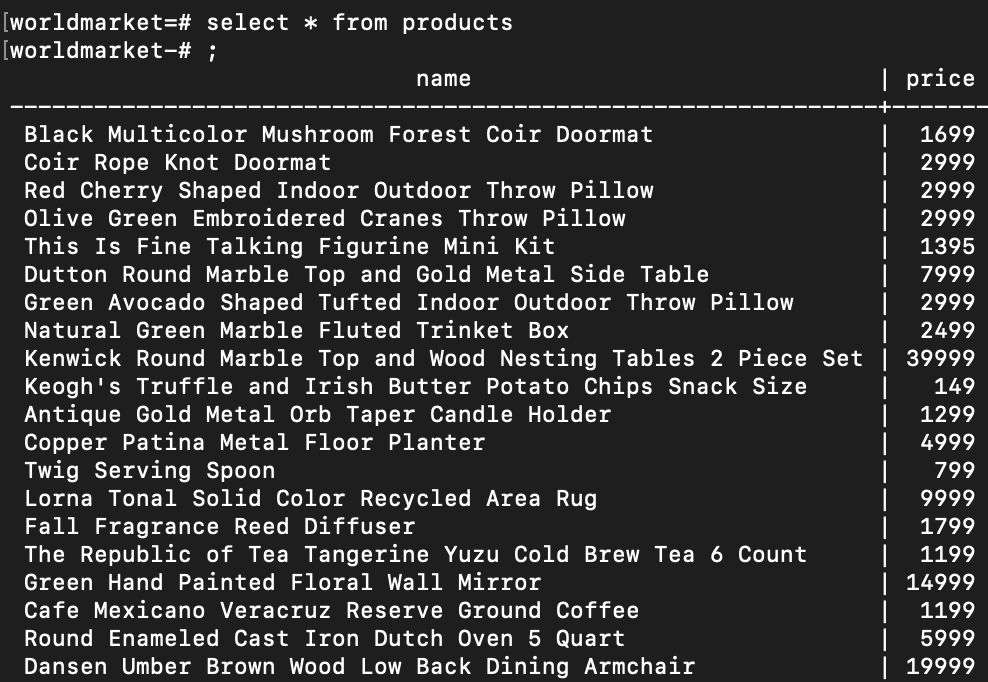 [worldmarket=# select * from products
[worldmarket-# ;
name | price
--------------------------------------------------------------+-------
Black Multicolor Mushroom Forest Coir Doormat | 1699
Coir Rope Knot Doormat | 2999
Red Cherry Shaped Indoor Outdoor Throw Pillow | 2999
Olive Green Embroidered Cranes Throw Pillow | 2999
This Is Fine Talking Figurine Mini Kit | 1395
Dutton Round Marble Top and Gold Metal Side Table | 7999
Green Avocado Shaped Tufted Indoor Outdoor Throw Pillow | 2999
Natural Green Marble Fluted Trinket Box | 2499
Kenwick Round Marble Top and Wood Nesting Tables 2 Piece Set | 39999
Keogh's Truffle and Irish Butter Potato Chips Snack Size | 149
Antique Gold Metal Orb Taper Candle Holder | 1299
Copper Patina Metal Floor Planter | 4999
Twig Serving Spoon | 799
Lorna Tonal Solid Color Recycled Area Rug | 9999
Fall Fragrance Reed Diffuser | 1799
The Republic of Tea Tangerine Yuzu Cold Brew Tea 6 Count | 1199
Green Hand Painted Floral Wall Mirror | 14999
Cafe Mexicano Veracruz Reserve Ground Coffee | 1199
Round Enameled Cast Iron Dutch Oven 5 Quart | 5999
Dansen Umber Brown Wood Low Back Dining Armchair | 19999